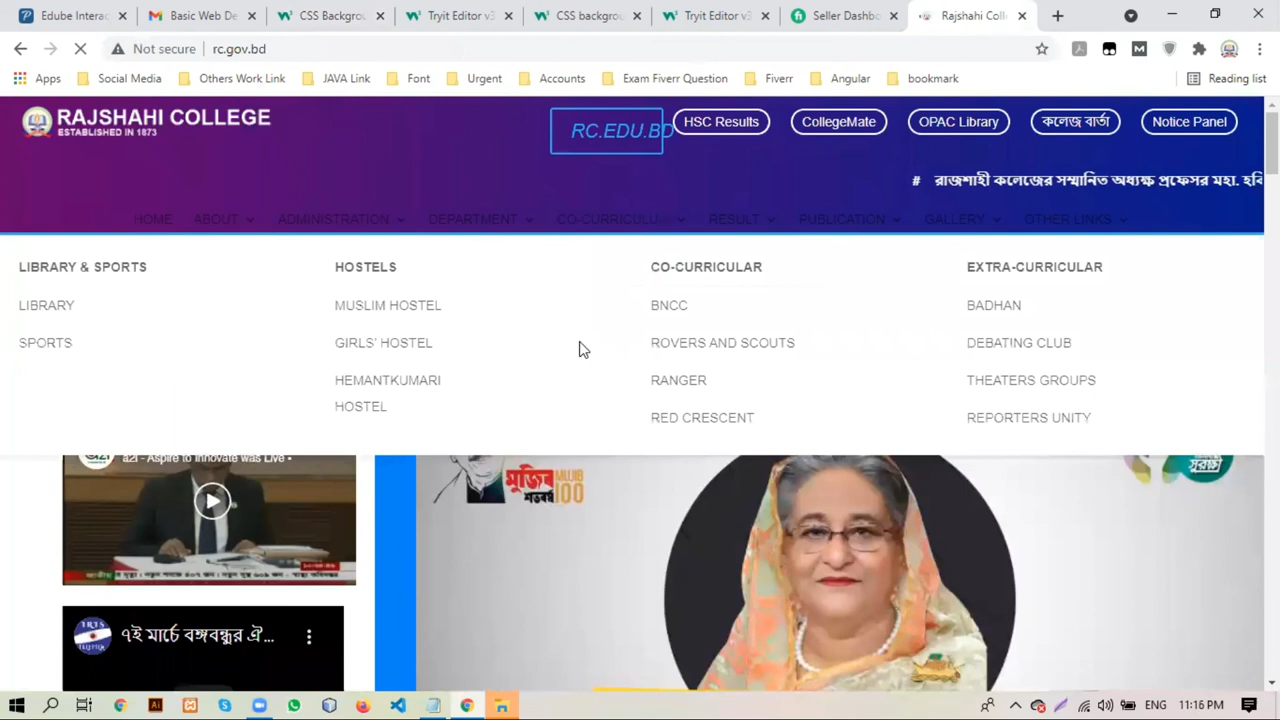 Edube Interac
Basic Web De
CSS Backgrou
Tryit Editor v3
CSS backgrou
Tryit Editor v3
Seller Dashbo
Rajshahi Coll
Not secure
rc.gov.bd
Apps
Social Media
Others Work Link
JAVA Link
Font
Urgent
Accounts
Exam Fiverr Question
Fiverr
Angular
bookmark
Reading list
RAJSHAHI COLLEGE
ESTABLISHED IN 1873
RC.EDU.BD
HSC Results
CollegeMate
OPAC Library
কলেজ বার্তা
Notice Panel
# রাজশাহী কলেজের সম্মানিত অধ্যক্ষ প্রফেসর মহা. হবি
HOME ABOUT ADMINISTRATION DEPARTMENT CO-CURRICULU RESULT PUBLICATION GALLERY OTHER LINKS
LIBRARY & SPORTS
LIBRARY
SPORTS
HOSTELS
MUSLIM HOSTEL
GIRLS' HOSTEL
HEMANTKUMARI
HOSTEL
CO-CURRICULAR
BNCC
ROVERS AND SCOUTS
RANGER
RED CRESCENT
EXTRA-CURRICULAR
BADHAN
DEBATING CLUB
THEATERS GROUPS
REPORTERS UNITY
a2i - Aspire to Innovate was Live •
৭ই মার্চে বঙ্গবন্ধুর ঐ...
মুজিব
শতবর্ষ
MUJIB
100
সুরক্ষা
ENG
11:16 PM